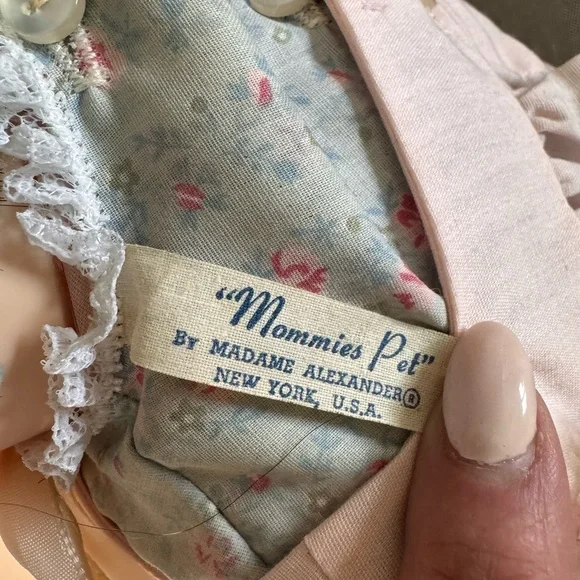 “Mommies Pet”
By MADAME ALEXANDER®
NEW YORK, U.S.A.